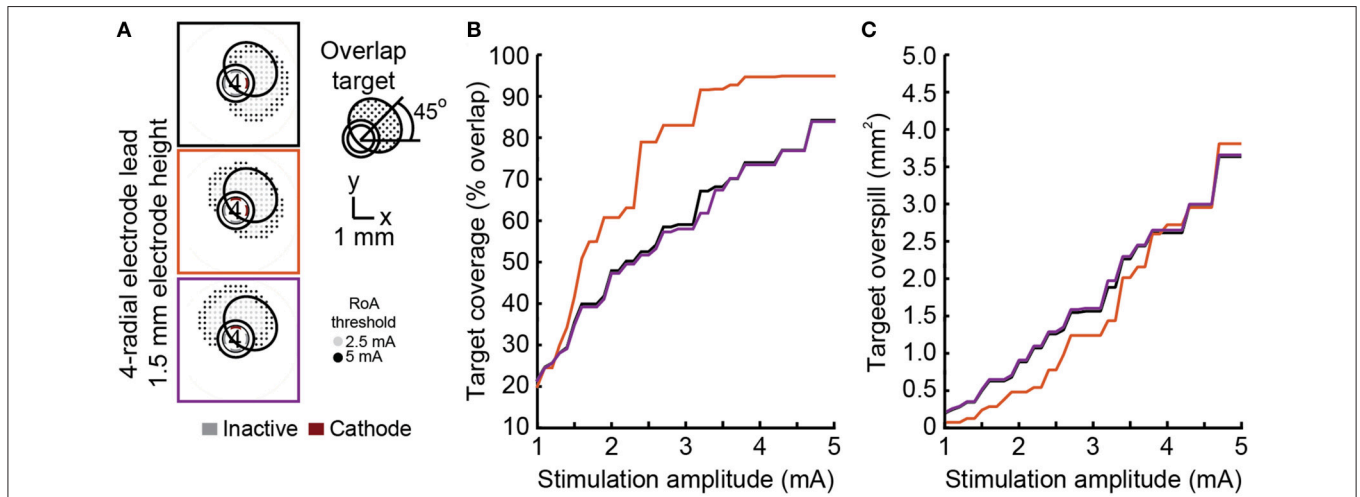 A
4-radial electrode lead
1.5 mm electrode height
4
4
4
Overlap
target
45°
y
x
1 mm
RoA
threshold
2.5 mA
5 mA
Inactive Cathode
B
Target coverage (% overlap)
100
90
80
70
60
50
40
30
20
10
1 2 3 4 5
Stimulation amplitude (mA)
C
Targeet overspill (mm²)
5.0
4.5
4.0
3.5
3.0
2.5
2.0
1.5
1.0
0.5
0
1 2 3 4 5
Stimulation amplitude (mA)